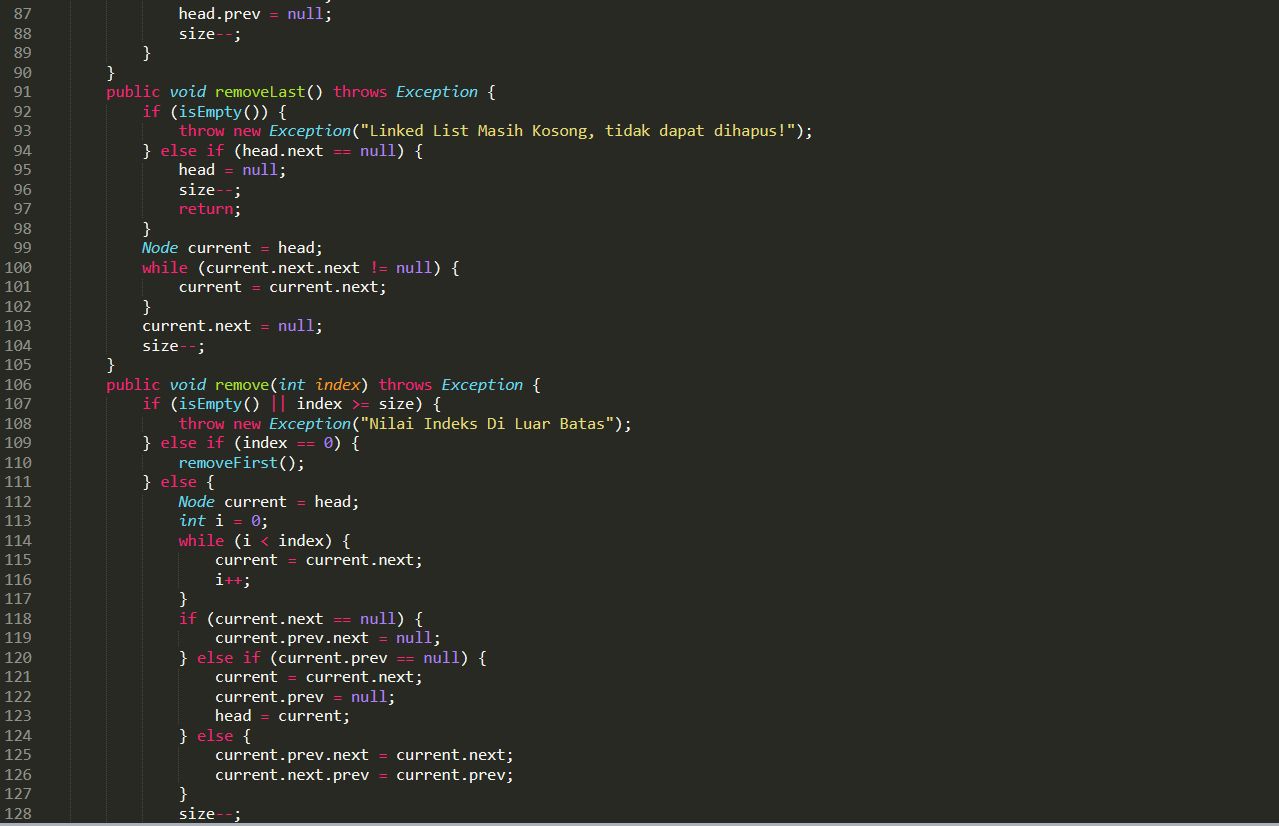 87 head.prev = null;
88 size--;
89 }
90 }
91 public void removeLast() throws Exception {
92 if (isEmpty()) {
93 throw new Exception("Linked List Masih Kosong, tidak dapat dihapus!");
94 } else if (head.next == null) {
95 head = null;
96 size--;
97 return;
98 }
99 Node current = head;
100 while (current.next.next != null) {
101 current = current.next;
102 }
103 current.next = null;
104 size--;
105 }
106 public void remove(int index) throws Exception {
107 if (isEmpty() || index >= size) {
108 throw new Exception("Nilai Indeks Di Luar Batas");
109 } else if (index == 0) {
110 removeFirst();
111 } else {
112 Node current = head;
113 int i = 0;
114 while (i < index) {
115 current = current.next;
116 i++;
117 }
118 if (current.next == null) {
119 current.prev.next = null;
120 } else if (current.prev == null) {
121 current = current.next;
122 current.prev = null;
123 head = current;
124 } else {
125 current.prev.next = current.next;
126 current.next.prev = current.prev;
127 }
128 size--;